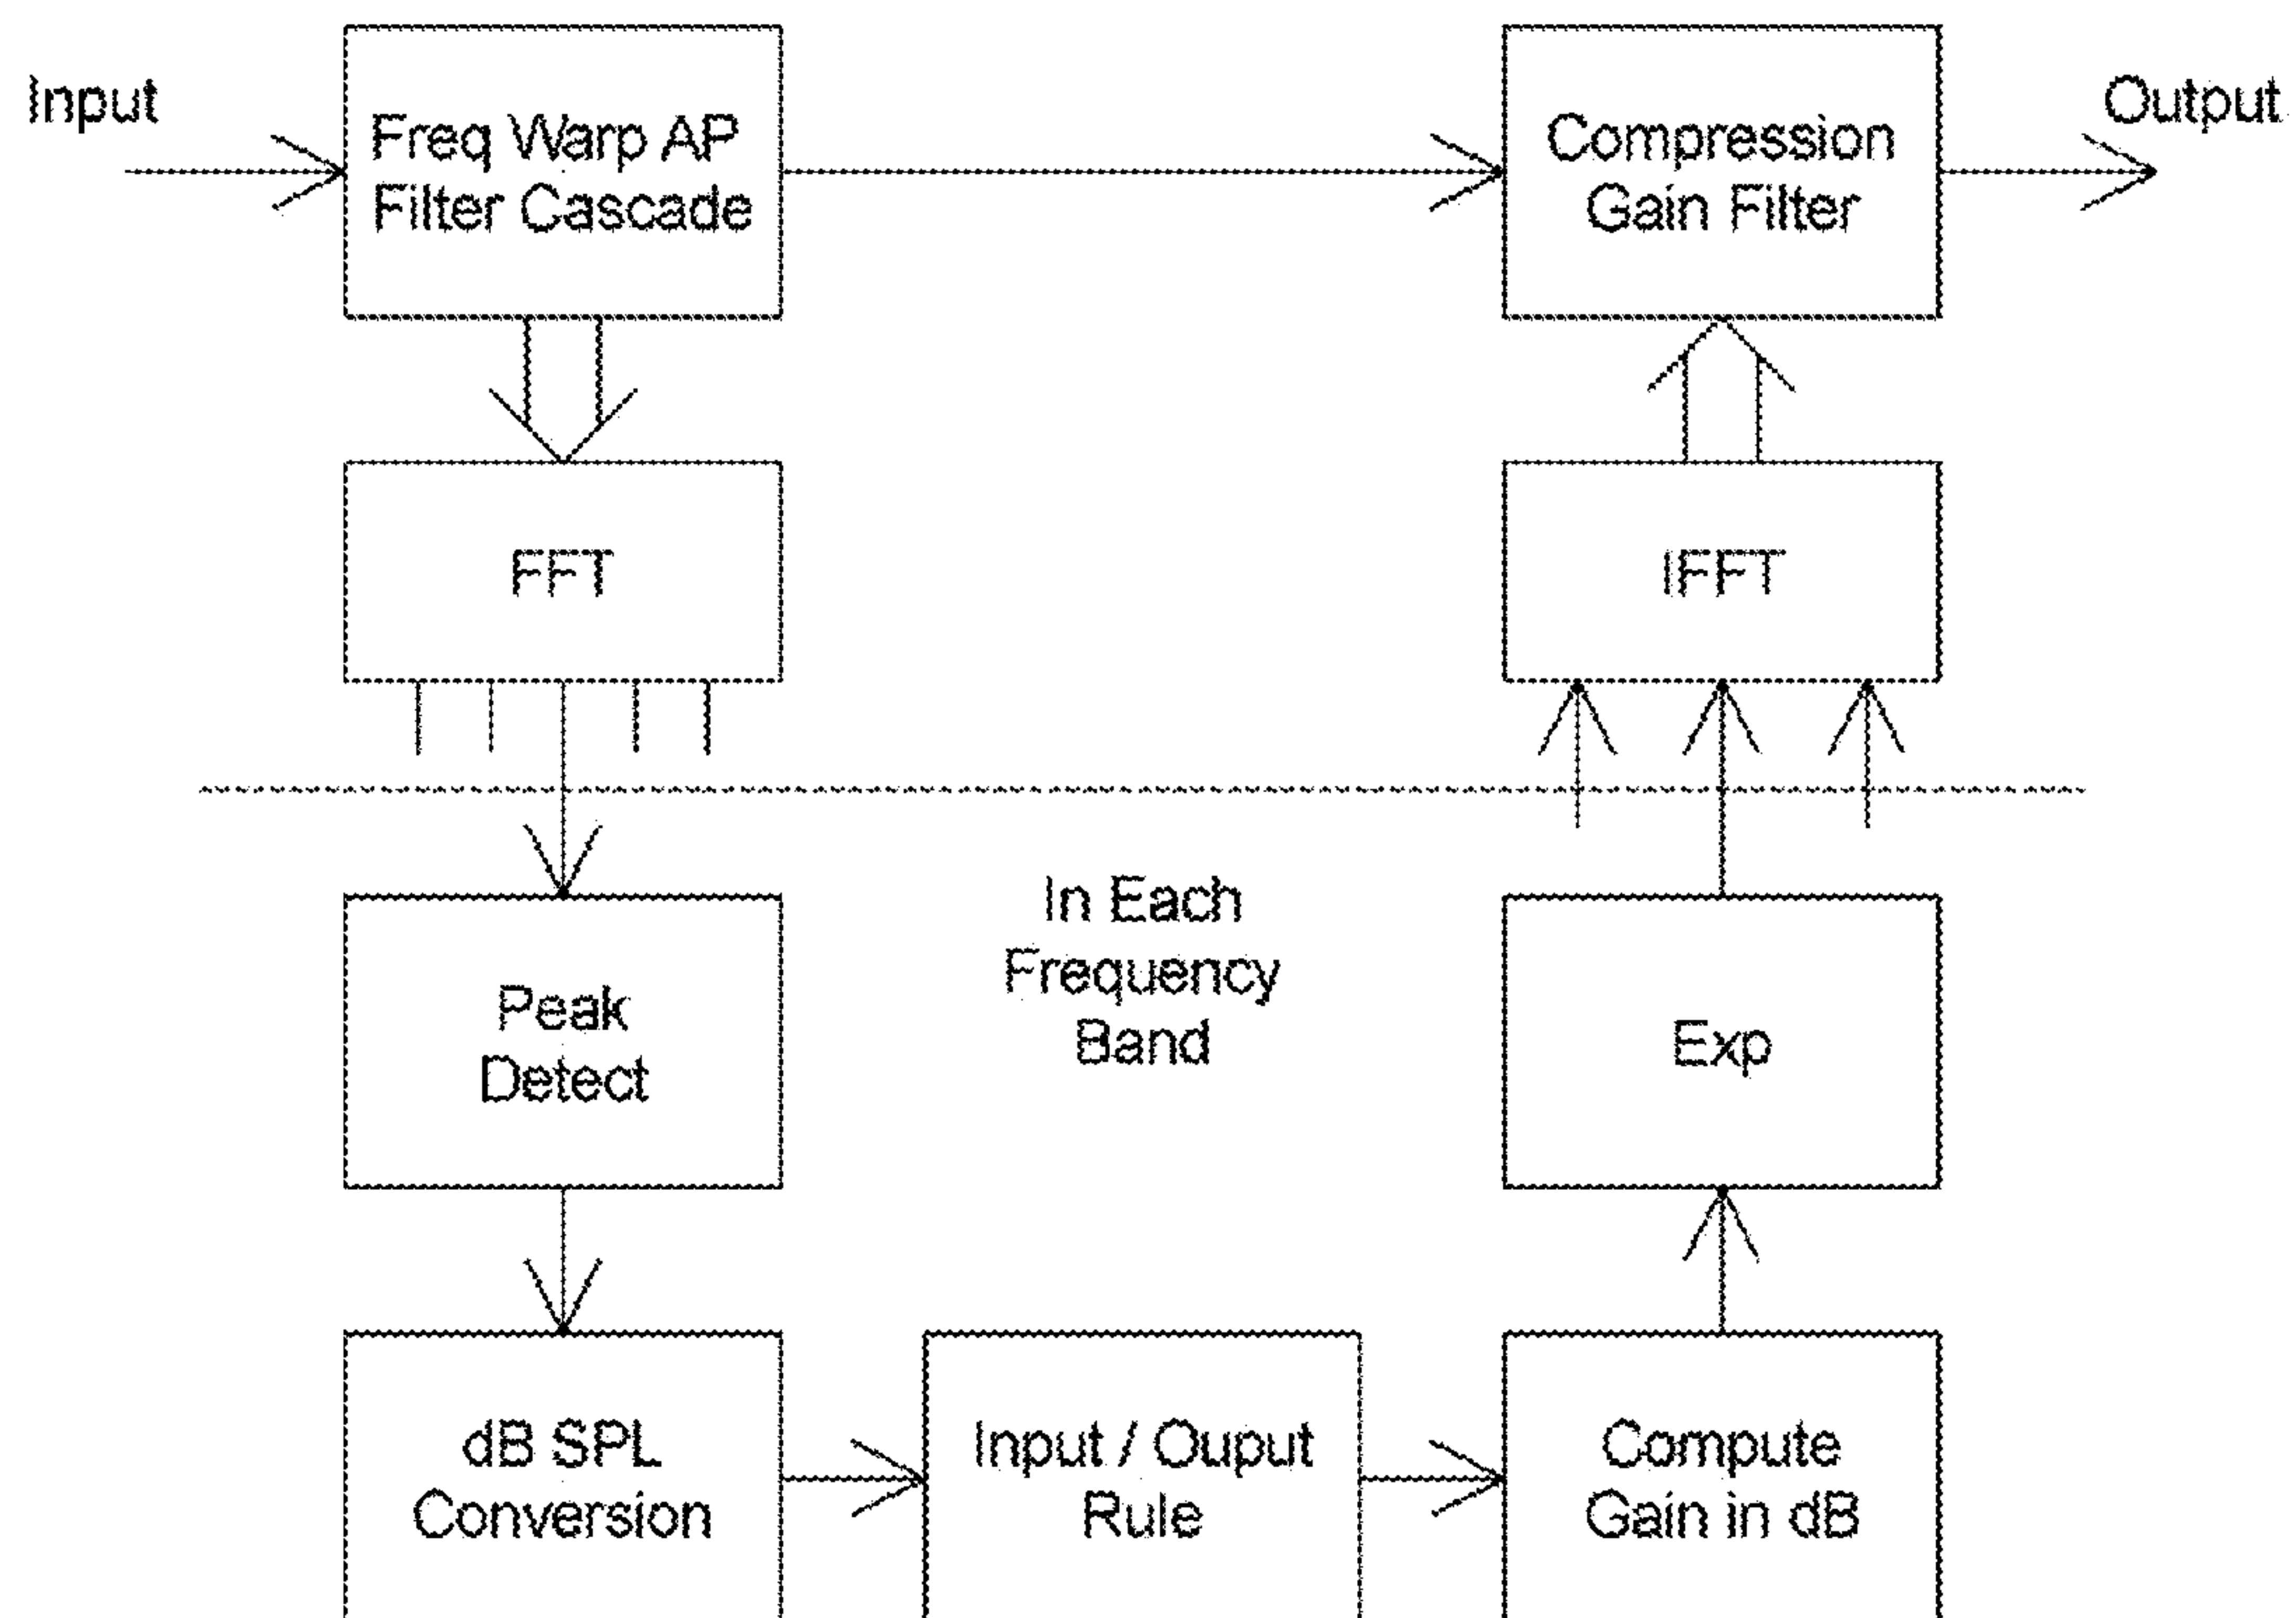 Input
Freq Warp AP
Filter Cascade
Compression
Gain Filter
Output
FFT
IFFT
Peak
Detect
In Each
Frequency
Band
Exp
dB SPL
Conversion
Input / Ouput
Rule
Compute
Gain in dB